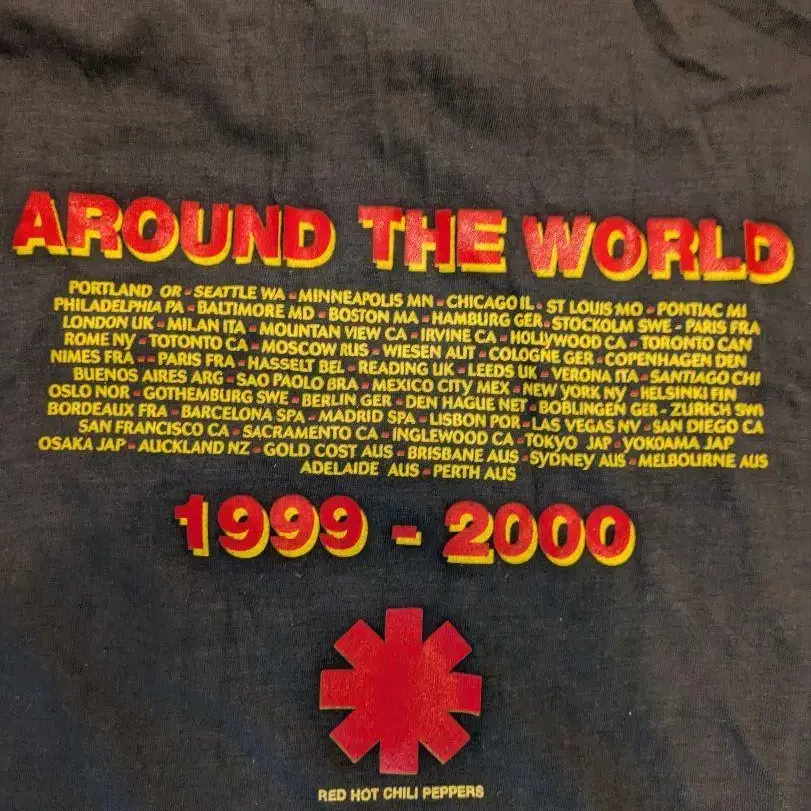 AROUND THE WORLD
PORTLAND OR - SEATTLE WA - MINNEAPOLIS MN - CHICAGO IL - ST LOUIS MO - PONTIAC MI
PHILADELPHIA PA - BALTIMORE MD - BOSTON MA - HAMBURG GER - STOCKOLM SWE - PARIS FRA
LONDON UK - MILAN ITA - MOUNTAN VIEW CA - IRVINE CA - HOLLYWOOD CA - TORONTO CAN
ROME NY - TOTONTO CA - MOSCOW RUS - WIESEN AUT - COLOGNE GER - COPENHAGEN DEN
NIMES FRA - - PARIS FRA - HASSELT BEL - READING UK - LEEDS UK - VERONA ITA - SANTIAGO CHI
BUENOS AIRES ARG - SAO PAOLO BRA - MEXICO CITY MEX - NEW YORK NY - HELSINKI FIN
OSLO NOR - GOTHEMBURG SWE - BERLIN GER - DEN HAGUE NET - BOBLINGEN GER - ZURICH SWI
BORDEAUX FRA - BARCELONA SPA - MADRID SPA - LISBON POR - LAS VEGAS NV - SAN DIEGO CA
SAN FRANCISCO CA - SACRAMENTO CA - INGLEWOOD CA - TOKYO JAP - YOKOAMA JAP
OSAKA JAP - AUCKLAND NZ - GOLD COST AUS - BRISBANE AUS - SYDNEY AUS - MELBOURNE AUS
ADELAIDE AUS - PERTH AUS
1999 - 2000
RED HOT CHILI PEPPERS